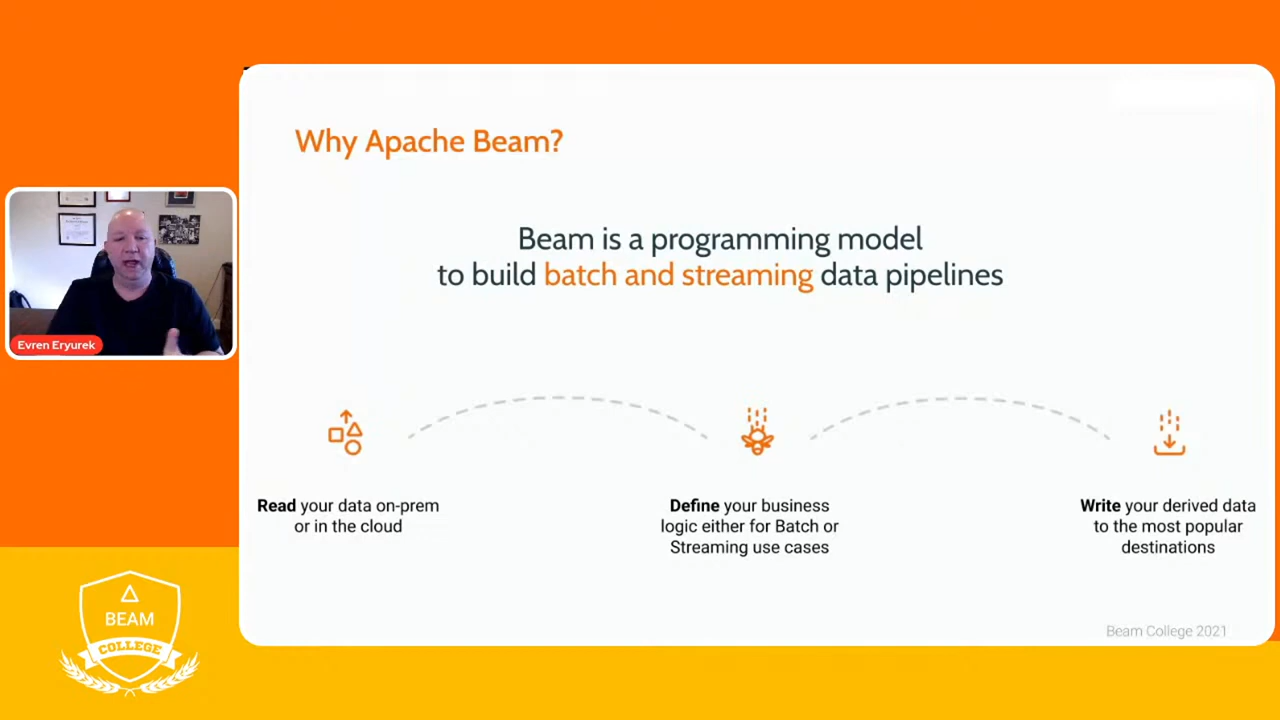 Why Apache Beam?
Beam is a programming model
to build batch and streaming data pipelines
Evren Eryurek
Read your data on-prem
or in the cloud
Define your business
logic either for Batch or
Streaming use cases
Write your derived data
to the most popular
destinations
BEAM
COLLEGE
Beam College 2021